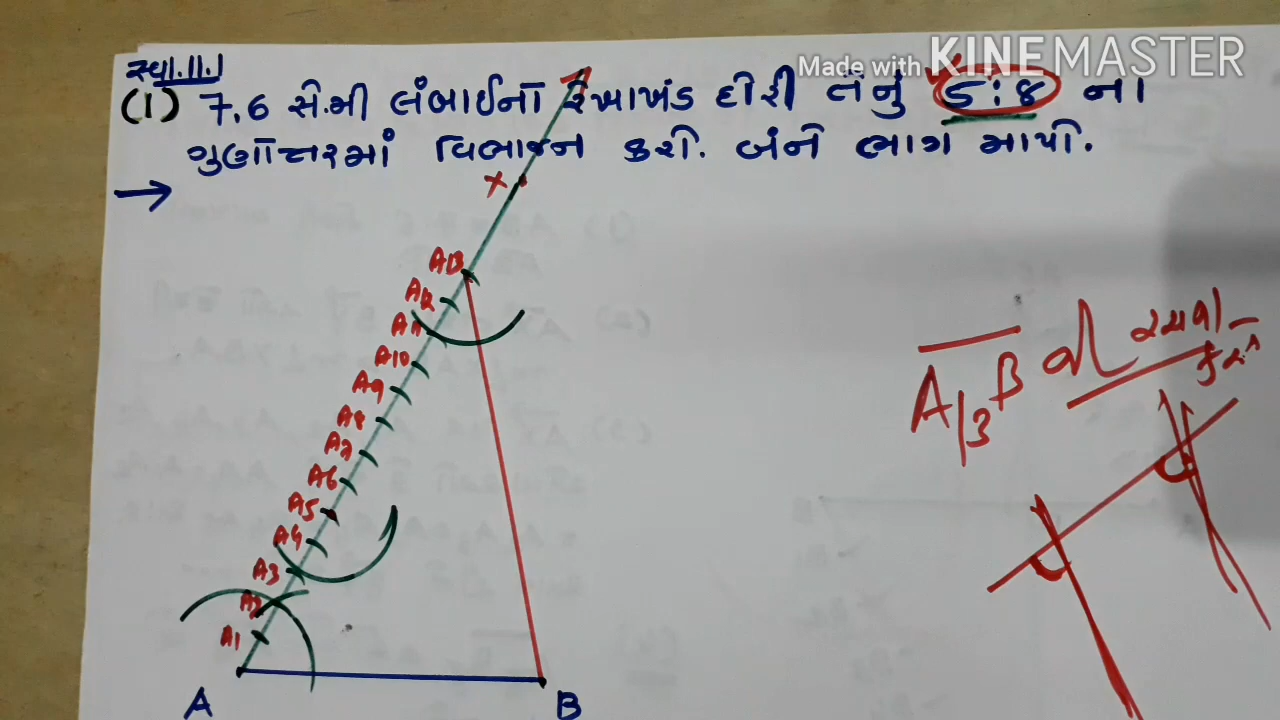 Made with KINEMASTER
સ્વા.11.1
(1) 7.6 સે.મી લંબાઈનો રેખાખંડ દોરી તેનું 5:8 ના
ગુણોત્તરમાં વિભાજન કરો. બંને ભાગ માપો.
→
X
A13
A12
A11
A10
A9
A8
A7
A6
A5
A4
A3
A2
A1
A B
A13B